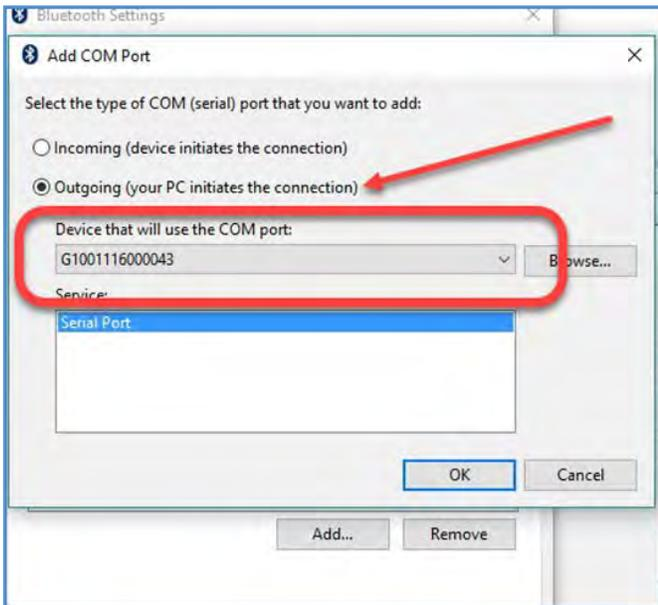 Bluetooth Settings
Add COM Port
Select the type of COM (serial) port that you want to add:
Incoming (device initiates the connection)
Outgoing (your PC initiates the connection)
Device that will use the COM port:
G1001116000043
Browse...
Service:
Serial Port
OK Cancel
Add... Remove